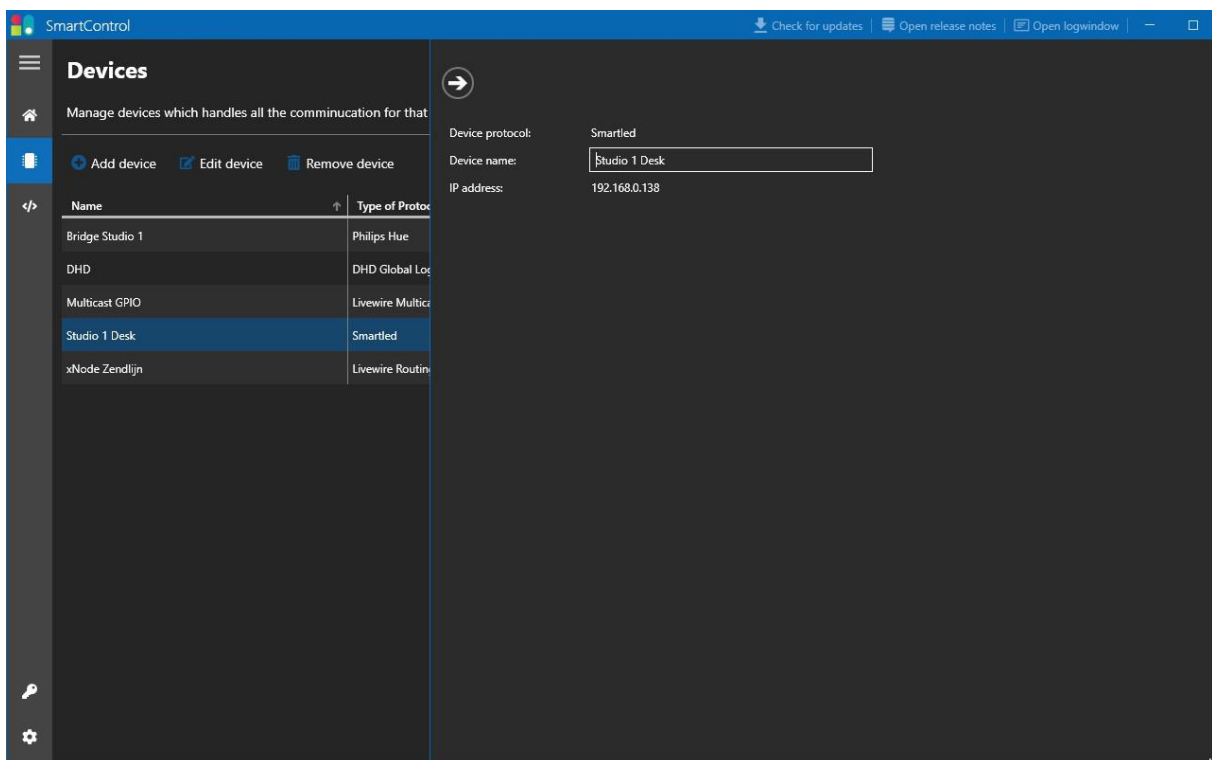 SmartControl
Check for updates
Open release notes
Open logwindow
Devices
Manage devices which handles all the comminucation for that
Add device
Edit device
Remove device
Name
Type of Protoc
Bridge Studio 1
Philips Hue
DHD
DHD Global Log
Multicast GPIO
Livewire Multica
Studio 1 Desk
Smartled
xNode Zendlijn
Livewire Routin
Device protocol:
Smartled
Device name:
Studio 1 Desk
IP address:
192.168.0.138